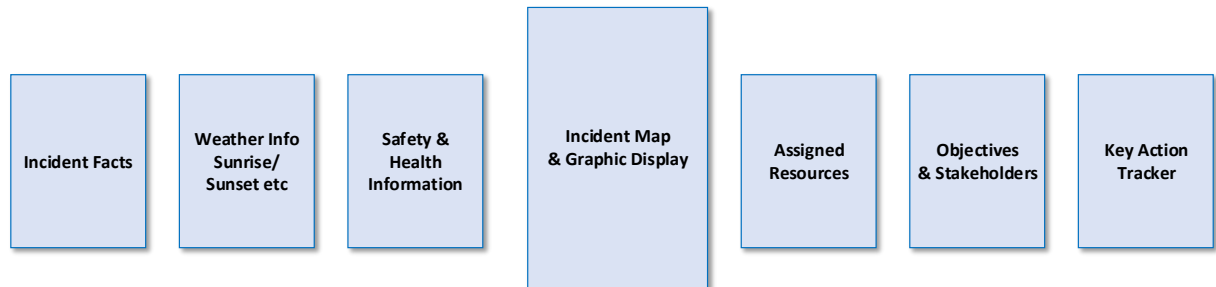 Incident Facts
Weather Info
Sunrise/
Sunset etc
Safety &
Health
Information
Incident Map
& Graphic Display
Assigned
Resources
Objectives
& Stakeholders
Key Action
Tracker